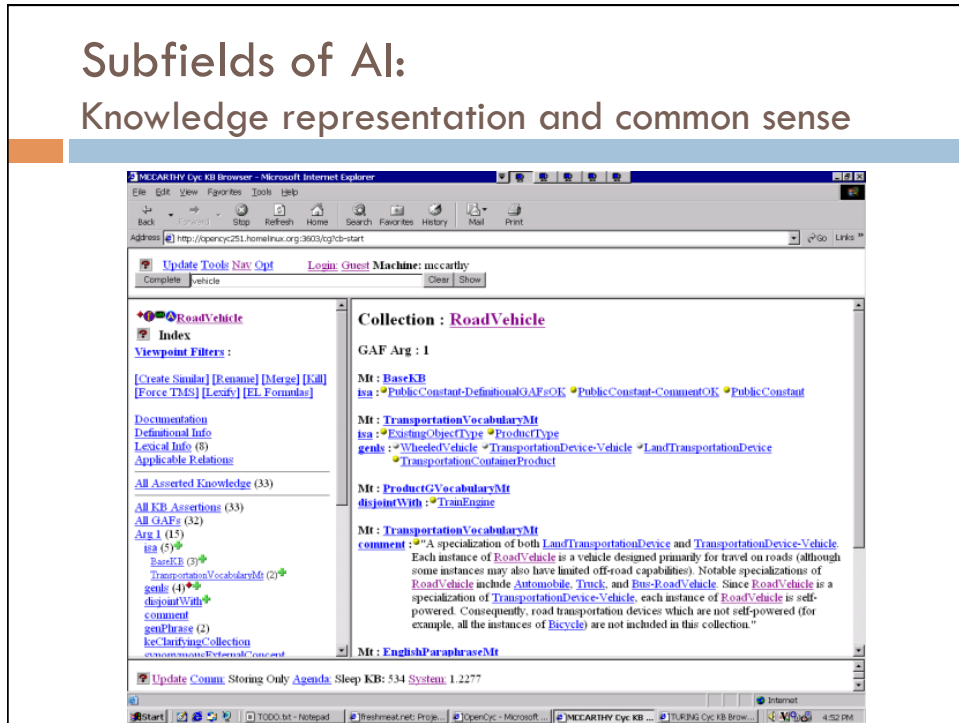 Subfields of AI:
Knowledge representation and common sense
MCCARTHY Cyc KB Browser - Microsoft Internet Explorer
File Edit View Favorites Tools Help
Back Forward Stop Refresh Home Search Favorites History Mail Print
Address http://opencyc251.homelinux.org:3603/cg?cb-start Go Links »
Update Tools Nav Opt Login: Guest Machine: mccarthy
Complete vehicle Clear Show
RoadVehicle
Index
Viewpoint Filters :
[Create Similar] [Rename] [Merge] [Kill]
[Force TMS] [Lexify] [EL Formulas]
Documentation
Definitional Info
Lexical Info (8)
Applicable Relations
All Asserted Knowledge (33)
All KB Assertions (33)
All GAFs (32)
Arg 1 (15)
isa (5)
BaseKB (3)
TransportationVocabularyMt (2)
genls (4)
disjointWith
comment
genPhrase (2)
keClarifyingCollection
synonymousExternalConcept
Collection : RoadVehicle
GAF Arg : 1
Mt : BaseKB
isa : PublicConstant-DefinitionalGAFsOK PublicConstant-CommentOK PublicConstant
Mt : TransportationVocabularyMt
isa : ExistingObjectType ProductType
genls : WheeledVehicle TransportationDevice-Vehicle LandTransportationDevice
TransportationContainerProduct
Mt : ProductGVocabularyMt
disjointWith : TrainEngine
Mt : TransportationVocabularyMt
comment : "A specialization of both LandTransportationDevice and TransportationDevice-Vehicle.
Each instance of RoadVehicle is a vehicle designed primarily for travel on roads (although
some instances may also have limited off-road capabilities). Notable specializations of
RoadVehicle include Automobile, Truck, and Bus-RoadVehicle. Since RoadVehicle is a
specialization of TransportationDevice-Vehicle, each instance of RoadVehicle is self-
powered. Consequently, road transportation devices which are not self-powered (for
example, all the instances of Bicycle) are not included in this collection."
Mt : EnglishParaphraseMt
Update Comm: Storing Only Agenda: Sleep KB: 534 System: 1.2277
Internet
Start TODO.txt - Notepad freshmeat.net: Proje... OpenCyc - Microsoft ... MCCARTHY Cyc KB ... TURING Cyc KB Brow... 4:52 PM